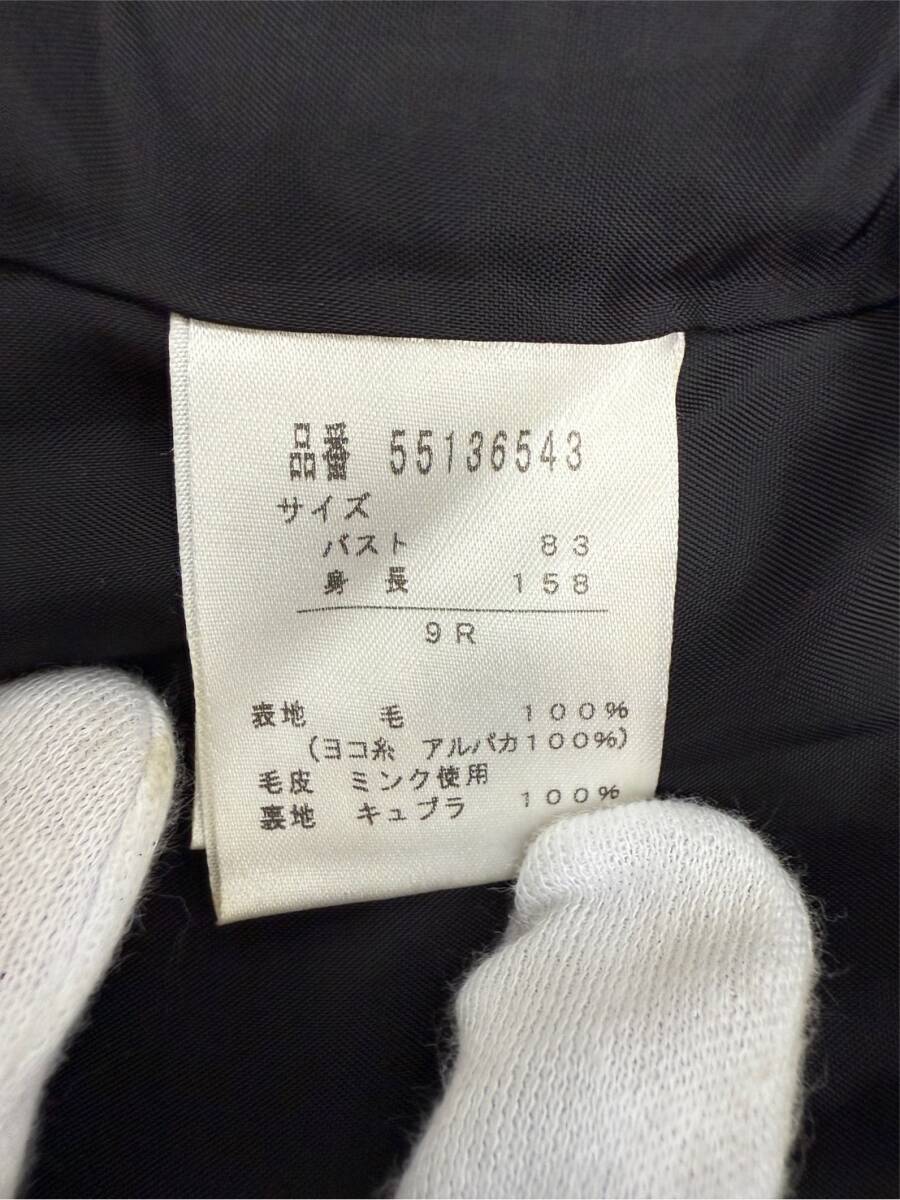 品番 55136543
サイズ
バスト 83
身長 158
9R
表地 毛 100%
(ヨコ糸 アルパカ100%)
毛皮 ミンク使用
裏地 キュプラ 100%